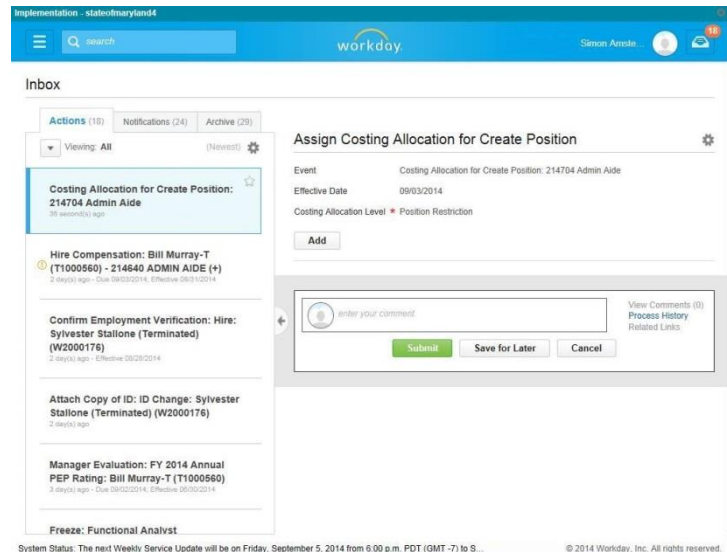 Implementation - stateofmaryland4
search
workday.
Simon Amste...
18
Inbox
Actions (18)
Notifications (24)
Archive (29)
Viewing: All
(Newest)
Costing Allocation for Create Position:
214704 Admin Aide
36 second(s) ago
Hire Compensation: Bill Murray-T
(T1000560) - 214640 ADMIN AIDE (+)
2 day(s) ago - Due 09/03/2014, Effective 08/31/2014
Confirm Employment Verification: Hire:
Sylvester Stallone (Terminated)
(W2000176)
2 day(s) ago - Effective 08/28/2014
Attach Copy of ID: ID Change: Sylvester
Stallone (Terminated) (W2000176)
2 day(s) ago
Manager Evaluation: FY 2014 Annual
PEP Rating: Bill Murray-T (T1000560)
3 day(s) ago - Due 09/02/2014, Effective 06/30/2014
Freeze: Functional Analyst
Assign Costing Allocation for Create Position
Event Costing Allocation for Create Position: 214704 Admin Aide
Effective Date 09/03/2014
Costing Allocation Level * Position Restriction
Add
enter your comment
View Comments (0)
Process History
Related Links
Submit
Save for Later
Cancel
System Status: The next Weekly Service Update will be on Friday, September 5, 2014 from 6:00 p.m. PDT (GMT -7) to S...
© 2014 Workday, Inc. All rights reserved.